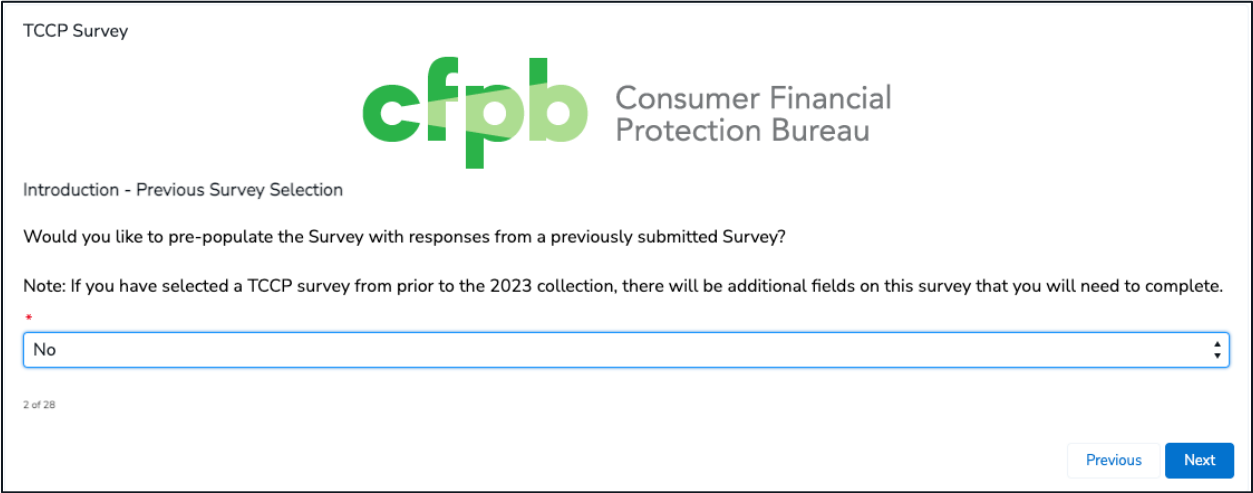 TCCP Survey
cfpb
Consumer Financial
Protection Bureau
Introduction - Previous Survey Selection
Would you like to pre-populate the Survey with responses from a previously submitted Survey?
Note: If you have selected a TCCP survey from prior to the 2023 collection, there will be additional fields on this survey that you will need to complete.
*
No
2 of 28
Previous Next